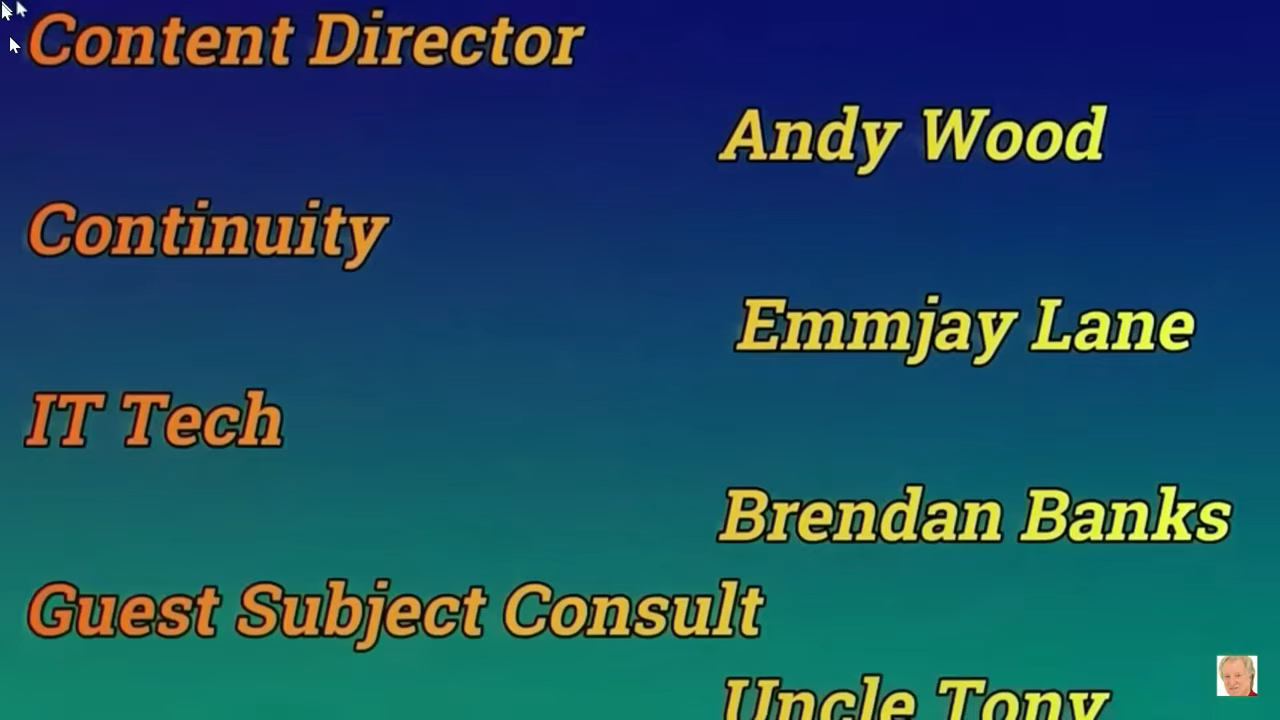 Content Director
Andy Wood
Continuity
Emmjay Lane
IT Tech
Brendan Banks
Guest Subject Consult
Uncle Tony